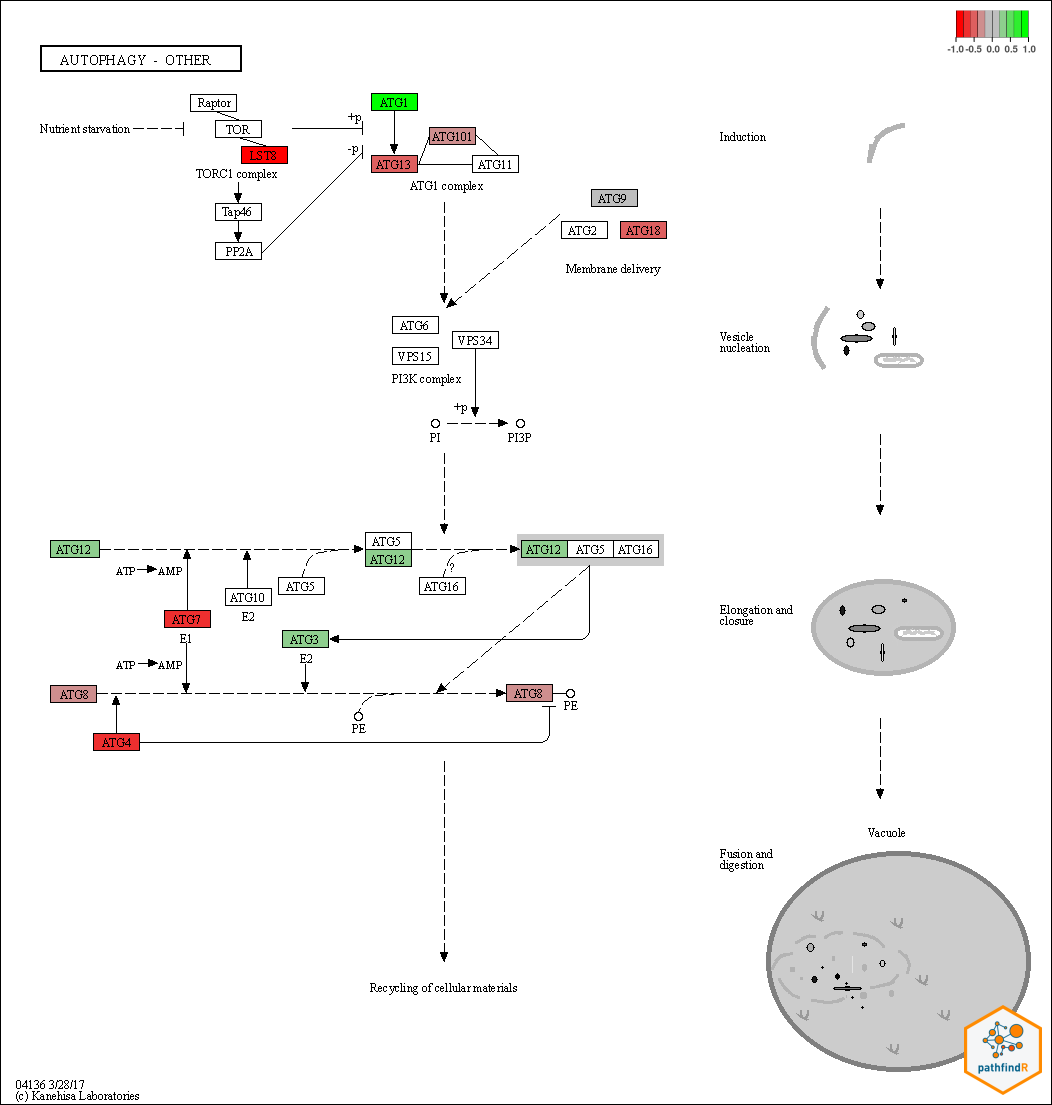 -1.0 -0.5 0.0 0.5 1.0
AUTOPHAGY - OTHER
Raptor
TOR
LST8
TORC1 complex
Nutrient starvation
Tap46
PP2A
+p
-p
ATG1
ATG101
ATG13
ATG11
ATG1 complex
ATG9
ATG2
ATG18
Membrane delivery
ATG6
VPS34
VPS15
PI3K complex
+p
PI
PI3P
ATG12
ATG5
ATG12
ATG12 ATG5 ATG16
ATP
AMP
ATG5
ATG16
?
ATG10
E2
ATG7
E1
ATG3
E2
ATP
AMP
ATG8
ATG8
PE
PE
ATG4
Recycling of cellular materials
Induction
Vesicle
nucleation
Elongation and
closure
Vacuole
Fusion and
digestion
pathfindR
04136 3/28/17
(c) Kanehisa Laboratories